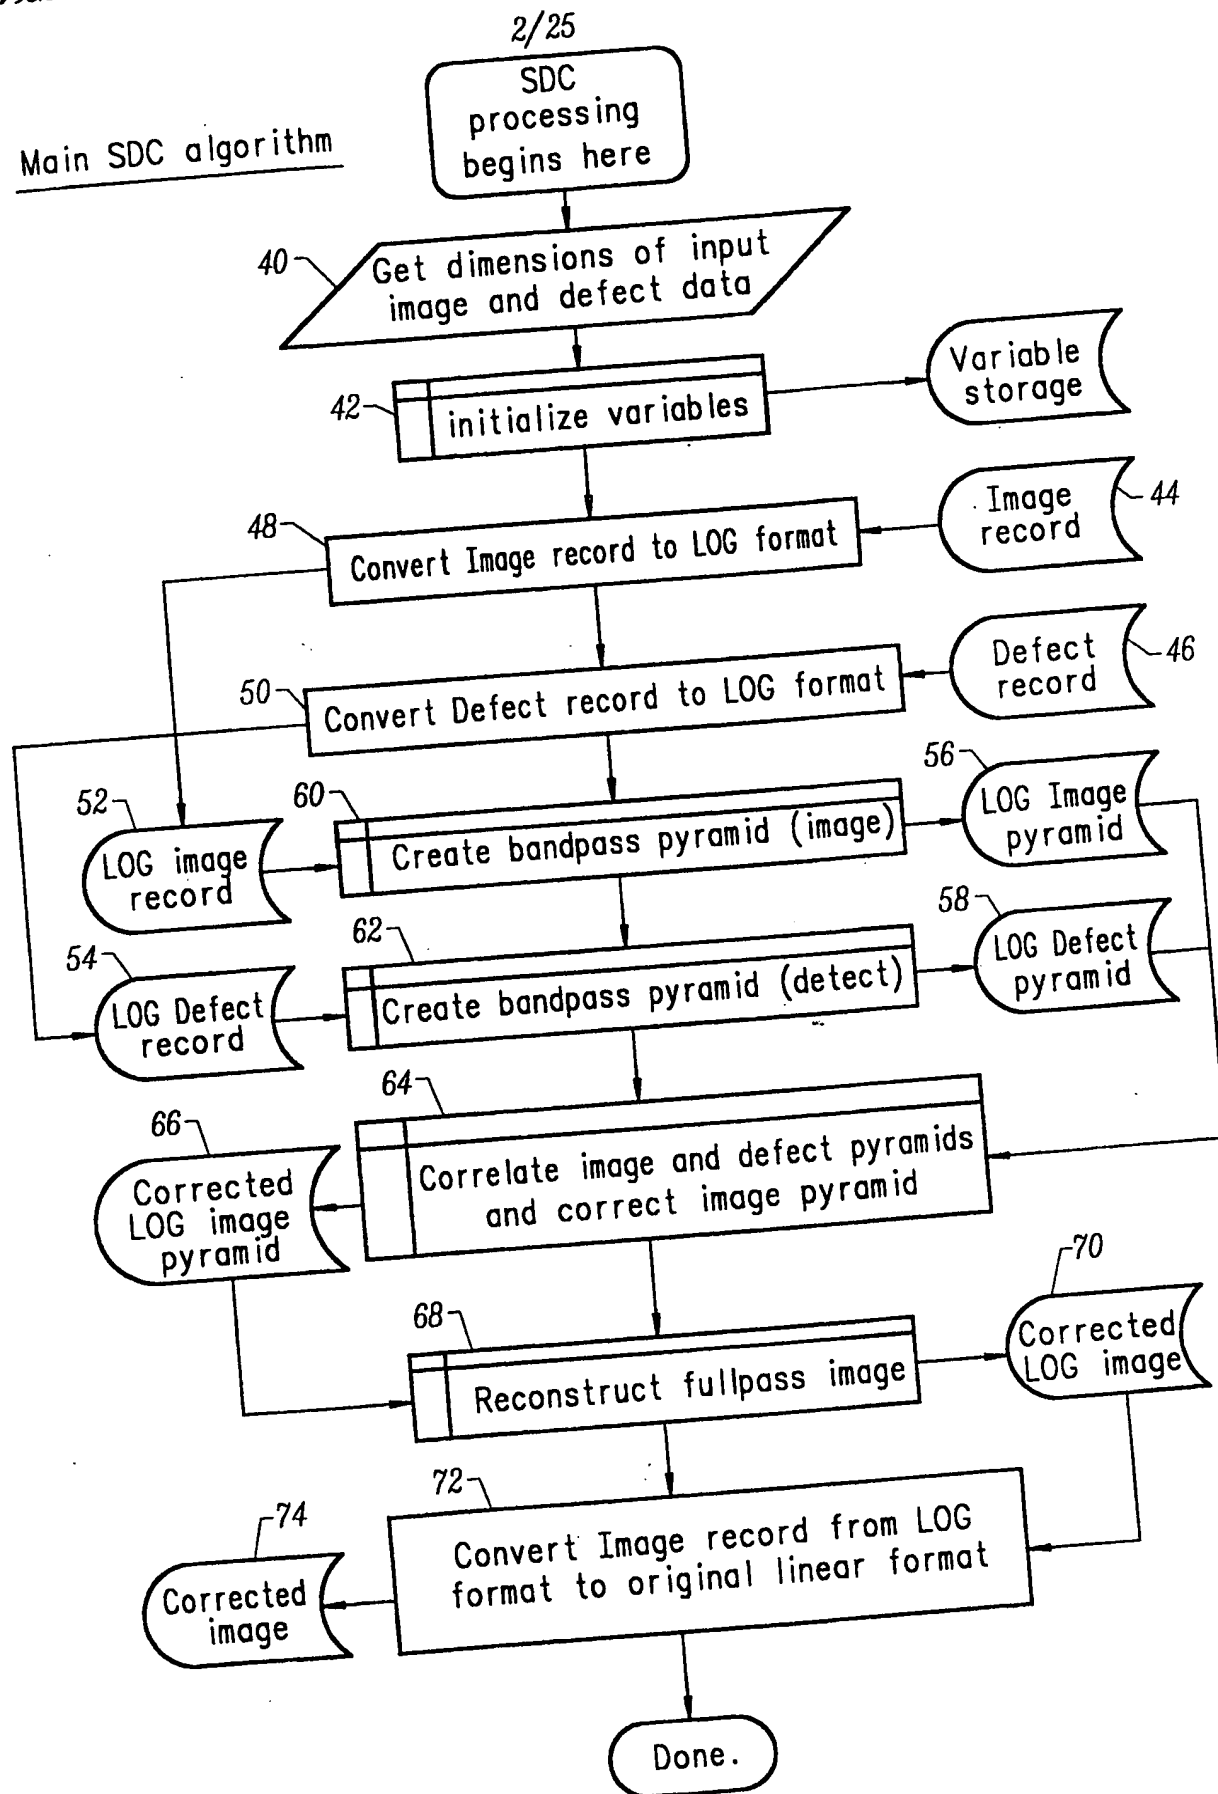 2/25
SDC
processing
begins here
Main SDC algorithm
40
Get dimensions of input
image and defect data
42
initialize variables
Variable
storage
Image
record
44
48
Convert Image record to LOG format
Defect
record
46
50
Convert Defect record to LOG format
52
LOG image
record
60
Create bandpass pyramid (image)
56
LOG Image
pyramid
54
LOG Defect
record
62
Create bandpass pyramid (detect)
58
LOG Defect
pyramid
64
Correlate image and defect pyramids
and correct image pyramid
66
Corrected
LOG image
pyramid
68
Reconstruct fullpass image
70
Corrected
LOG image
72
Convert Image record from LOG
format to original linear format
74
Corrected
image
Done.